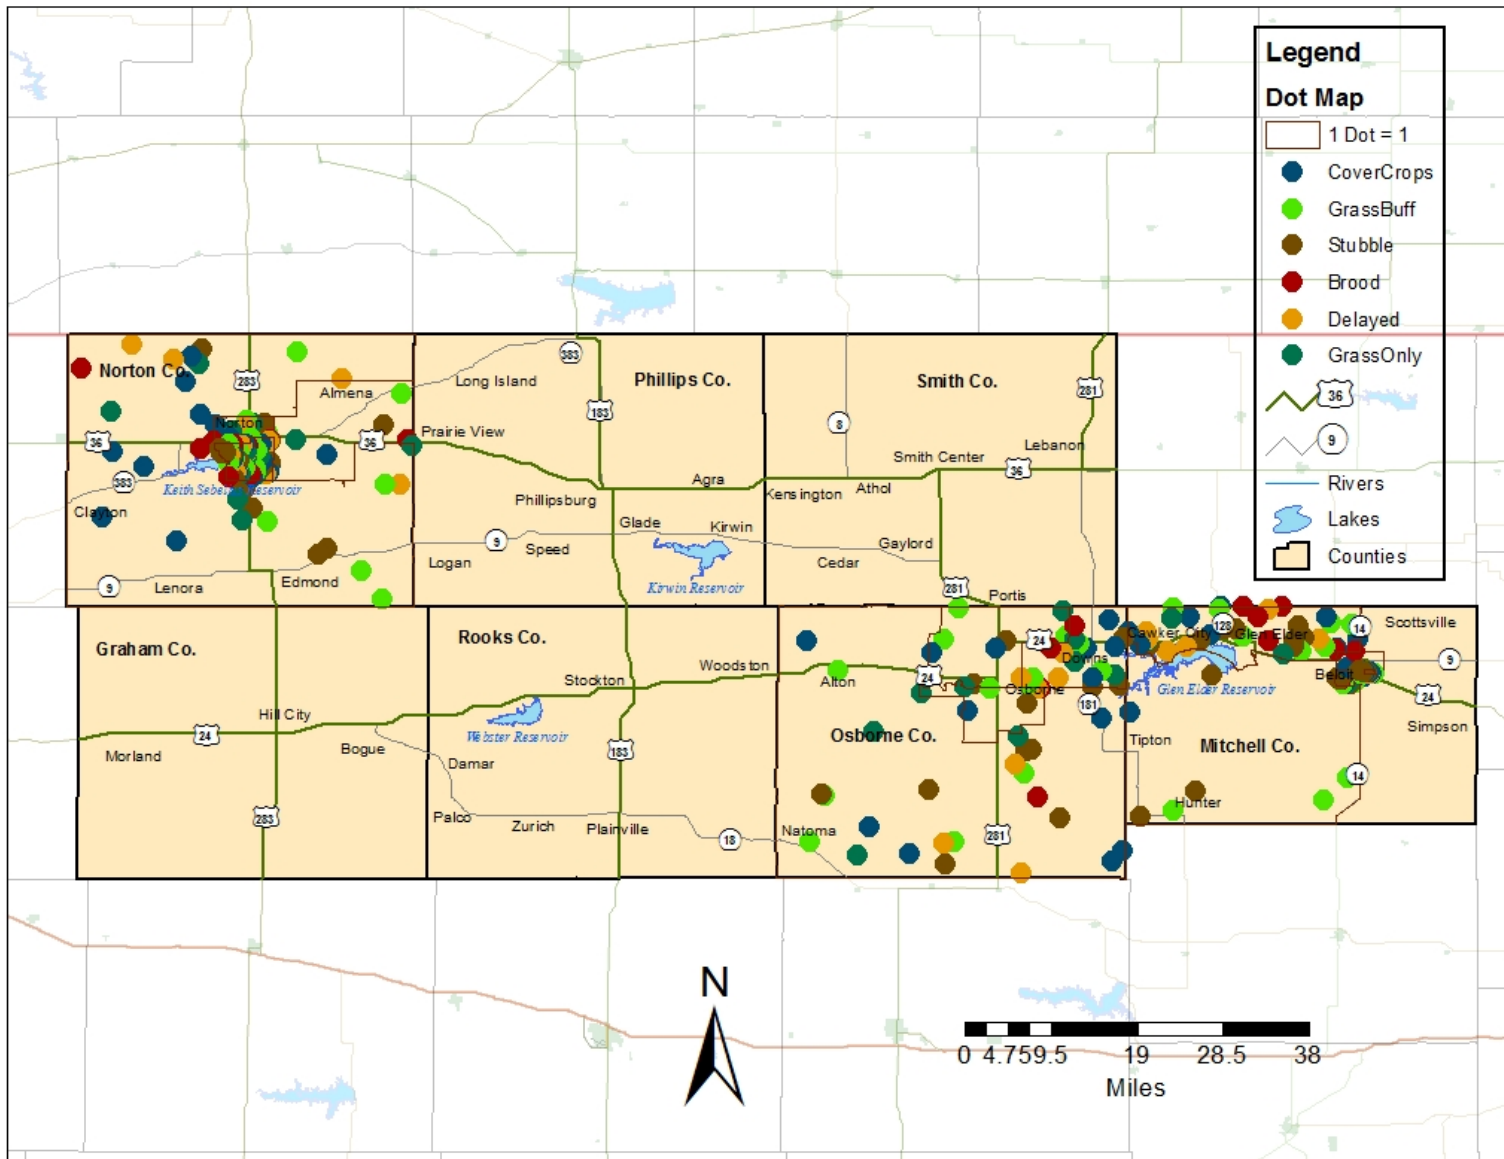 Legend
Dot Map
1 Dot = 1
CoverCrops
GrassBuff
Stubble
Brood
Delayed
GrassOnly
36
9
Rivers
Lakes
Counties
Norton Co.
283
Almena
Long Island
383
Phillips Co.
183
Smith Co.
281
8
Norton
36
36
Prairie View
Lebanon
Smith Center
36
383
Keith Sebelius Reservoir
Agra
Kensington
Athol
Phillipsburg
Clayton
Glade
Kirwin
9
Speed
Logan
Gaylord
Cedar
9
Lenora
Edmond
Kirwin Reservoir
281
Portis
Graham Co.
Rooks Co.
Woodston
Stockton
Alton
24
24
Downs
Osborne
Cawker City
128
Glen Elder
14
Scottsville
9
Beloit
Glen Elder Reservoir
181
24
Simpson
Hill City
24
Morland
Bogue
Webster Reservoir
183
Damar
Osborne Co.
Tipton
Mitchell Co.
14
Hunter
283
Palco
Zurich
Plainville
18
Natoma
281
N
0 4.759.5 19 28.5 38
Miles